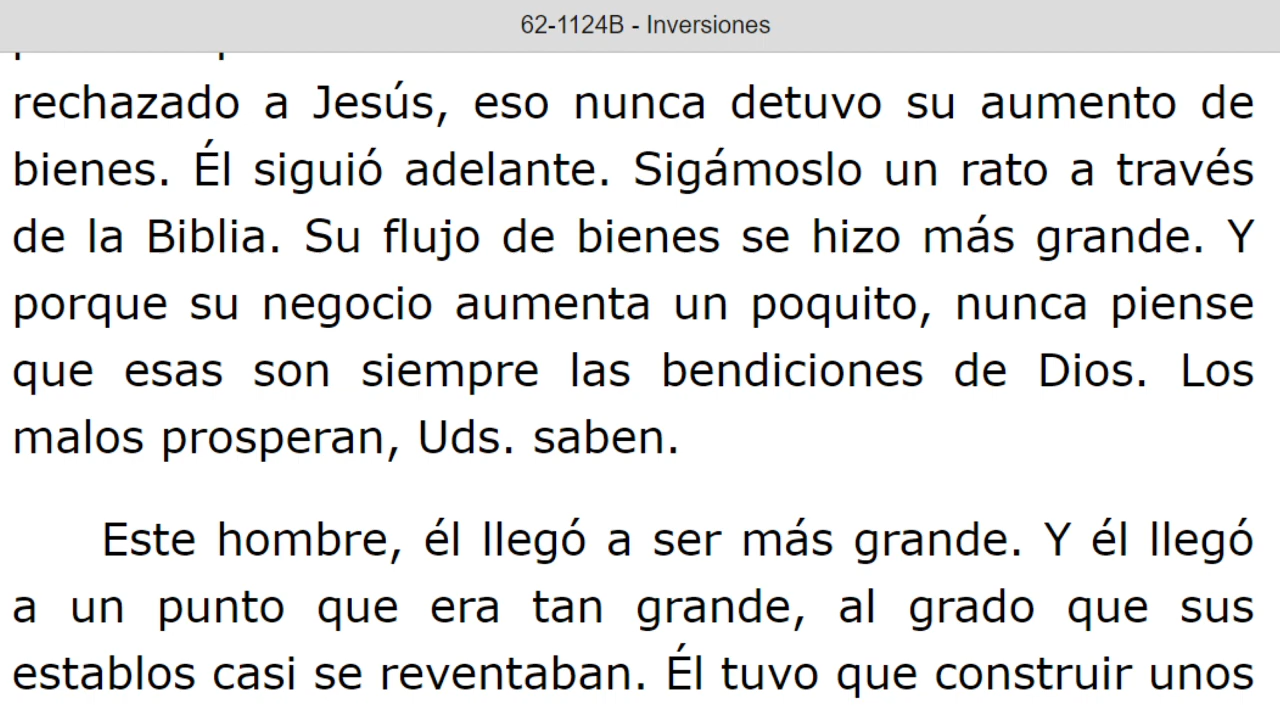 62-1124B - Inversiones
rechazado a Jesús, eso nunca detuvo su aumento de
bienes. Él siguió adelante. Sigámoslo un rato a través
de la Biblia. Su flujo de bienes se hizo más grande. Y
porque su negocio aumenta un poquito, nunca piense
que esas son siempre las bendiciones de Dios. Los
malos prosperan, Uds. saben.
Este hombre, él llegó a ser más grande. Y él llegó
a un punto que era tan grande, al grado que sus
establos casi se reventaban. Él tuvo que construir unos